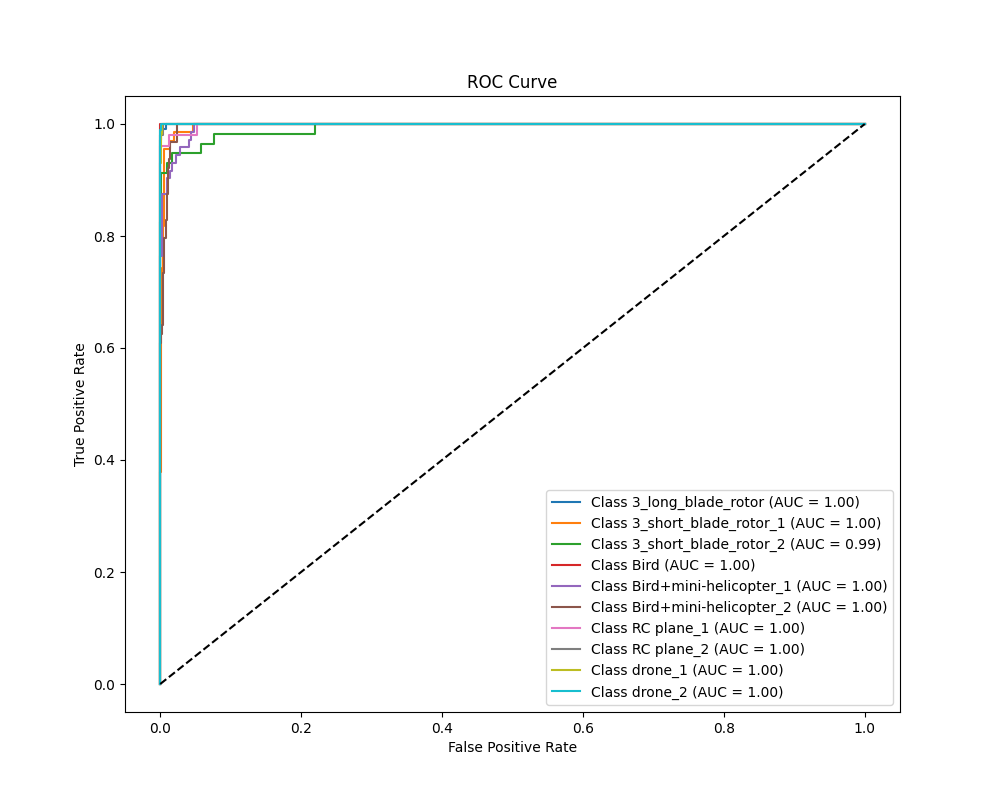 ROC Curve
1.0
0.8
0.6
0.4
0.2
0.0
True Positive Rate
Class 3_long_blade_rotor (AUC = 1.00)
Class 3_short_blade_rotor_1 (AUC = 1.00)
Class 3_short_blade_rotor_2 (AUC = 0.99)
Class Bird (AUC = 1.00)
Class Bird+mini-helicopter_1 (AUC = 1.00)
Class Bird+mini-helicopter_2 (AUC = 1.00)
Class RC plane_1 (AUC = 1.00)
Class RC plane_2 (AUC = 1.00)
Class drone_1 (AUC = 1.00)
Class drone_2 (AUC = 1.00)
0.0 0.2 0.4 0.6 0.8 1.0
False Positive Rate